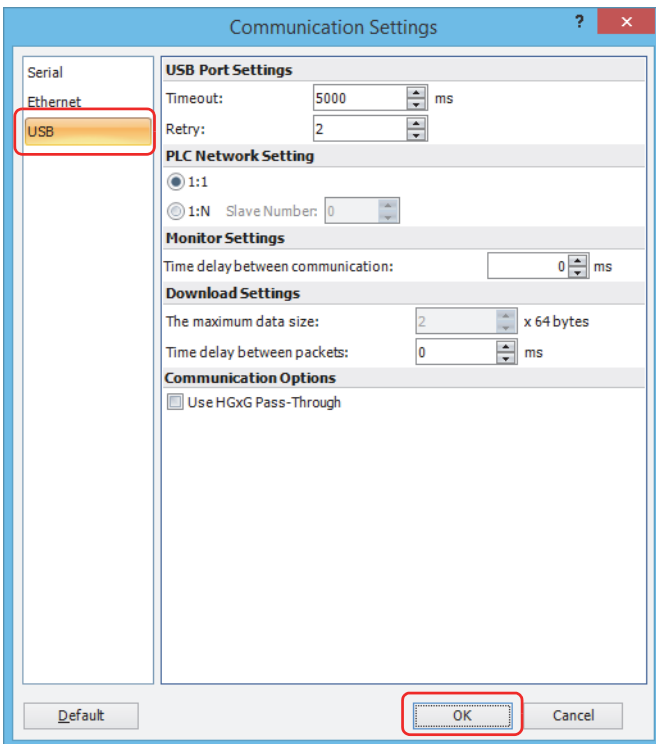 Communication Settings
?
×
Serial
Ethernet
USB
USB Port Settings
Timeout: 5000 ms
Retry: 2
PLC Network Setting
1:1
1:N Slave Number: 0
Monitor Settings
Time delay between communication: 0 ms
Download Settings
The maximum data size: 2 x 64 bytes
Time delay between packets: 0 ms
Communication Options
Use HGxG Pass-Through
Default OK Cancel